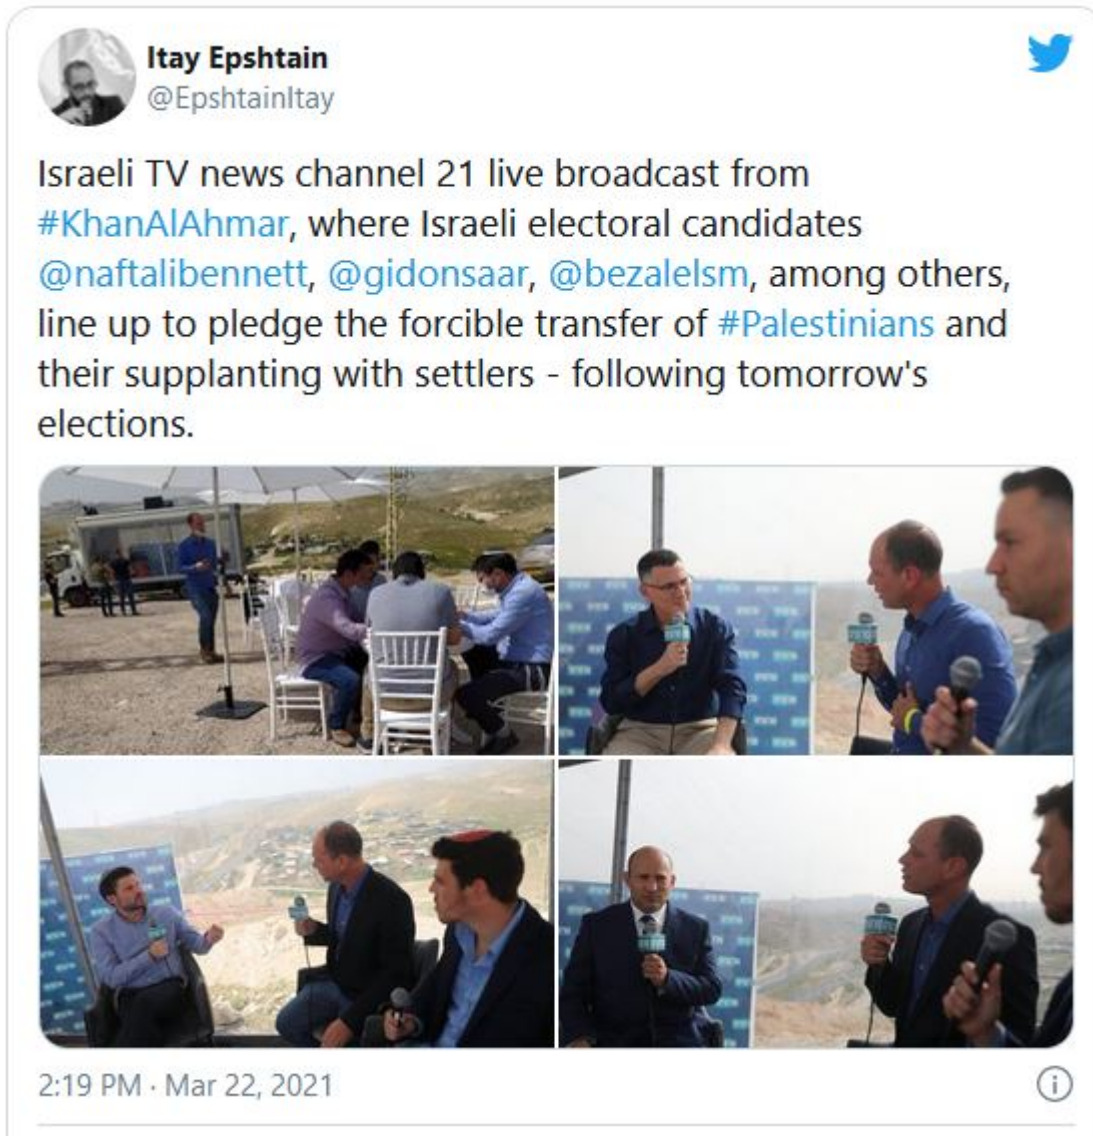 Itay Epshtain
@EpshtainItay
Israeli TV news channel 21 live broadcast from
#KhanAlAhmar, where Israeli electoral candidates
@naftalibennett, @gidonsaar, @bezalelsm, among others,
line up to pledge the forcible transfer of #Palestinians and
their supplanting with settlers - following tomorrow's
elections.
2:19 PM · Mar 22, 2021